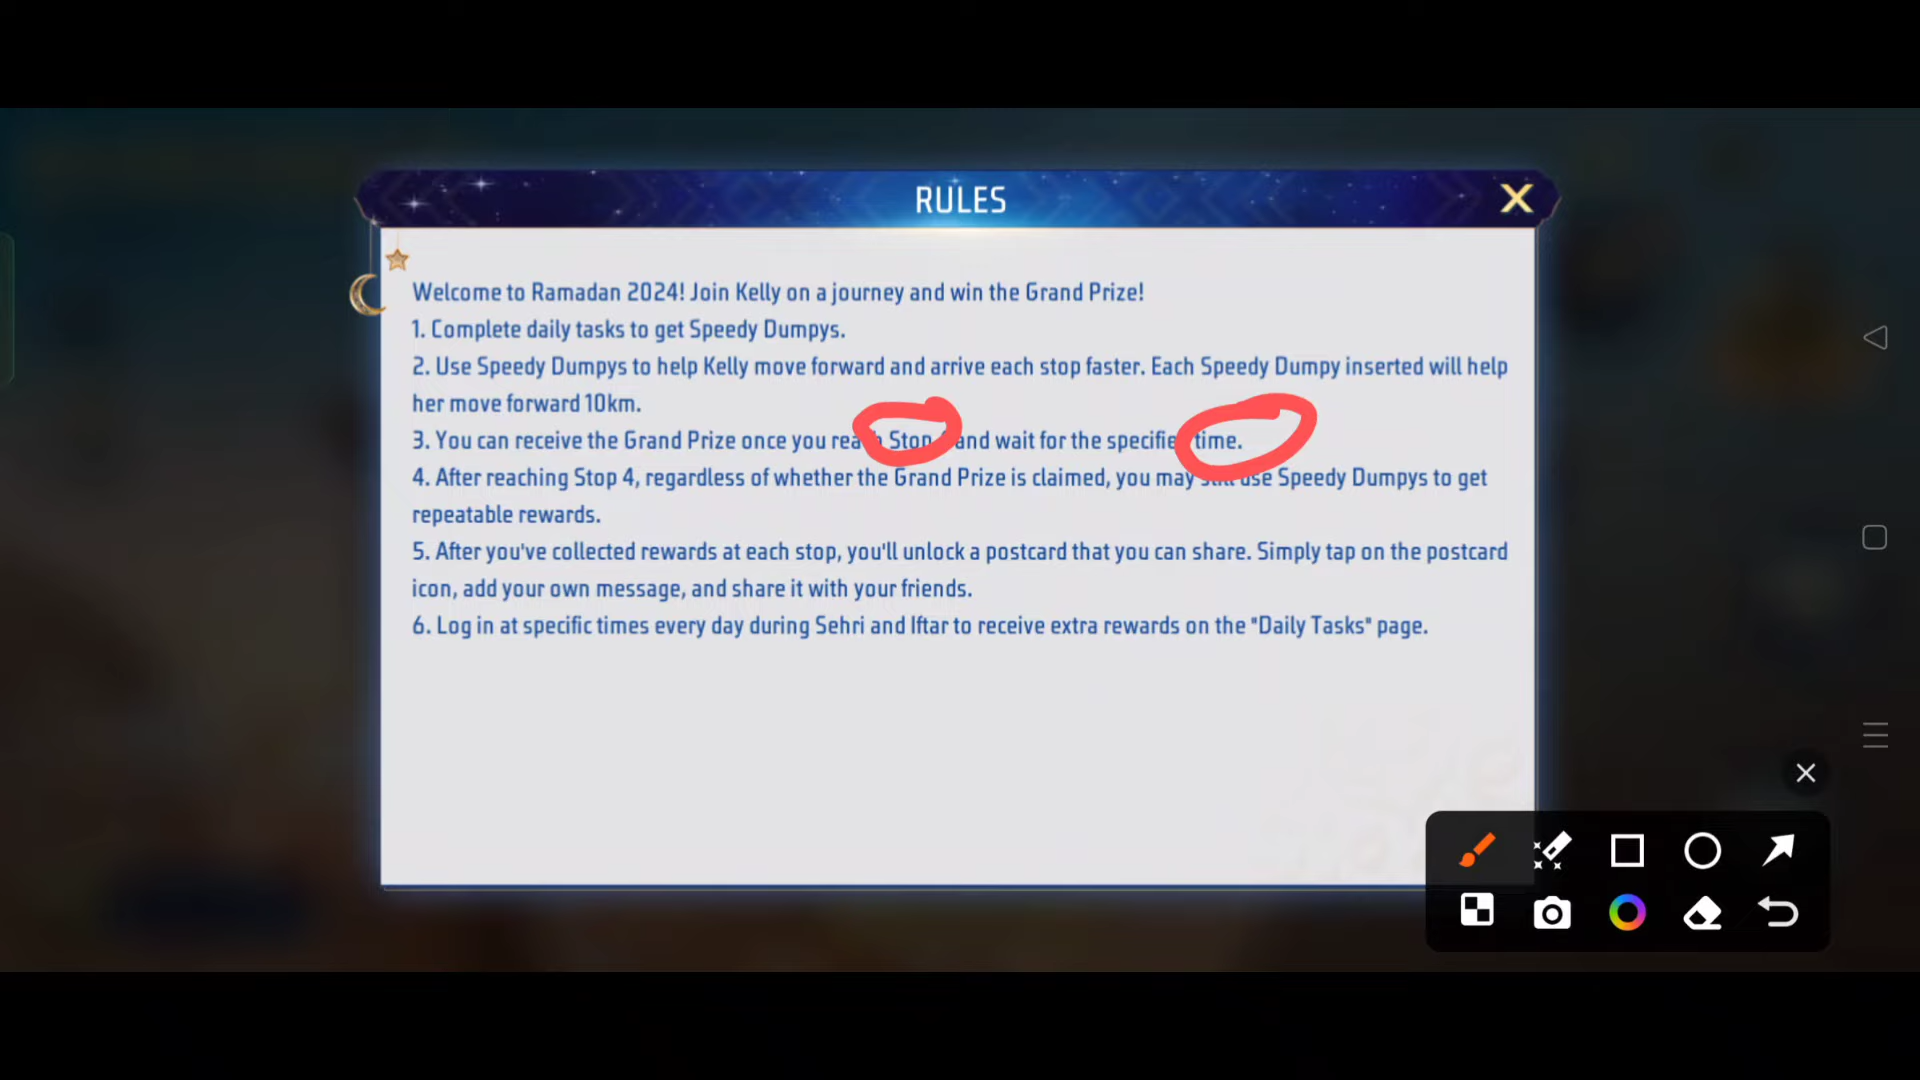 RULES
Welcome to Ramadan 2024! Join Kelly on a journey and win the Grand Prize!
1. Complete daily tasks to get Speedy Dumpys.
2. Use Speedy Dumpys to help Kelly move forward and arrive each stop faster. Each Speedy Dumpy inserted will help
her move forward 10km.
3. You can receive the Grand Prize once you reach Stop and wait for the specified time.
4. After reaching Stop 4, regardless of whether the Grand Prize is claimed, you may still use Speedy Dumpys to get
repeatable rewards.
5. After you've collected rewards at each stop, you'll unlock a postcard that you can share. Simply tap on the postcard
icon, add your own message, and share it with your friends.
6. Log in at specific times every day during Sehri and Iftar to receive extra rewards on the "Daily Tasks" page.